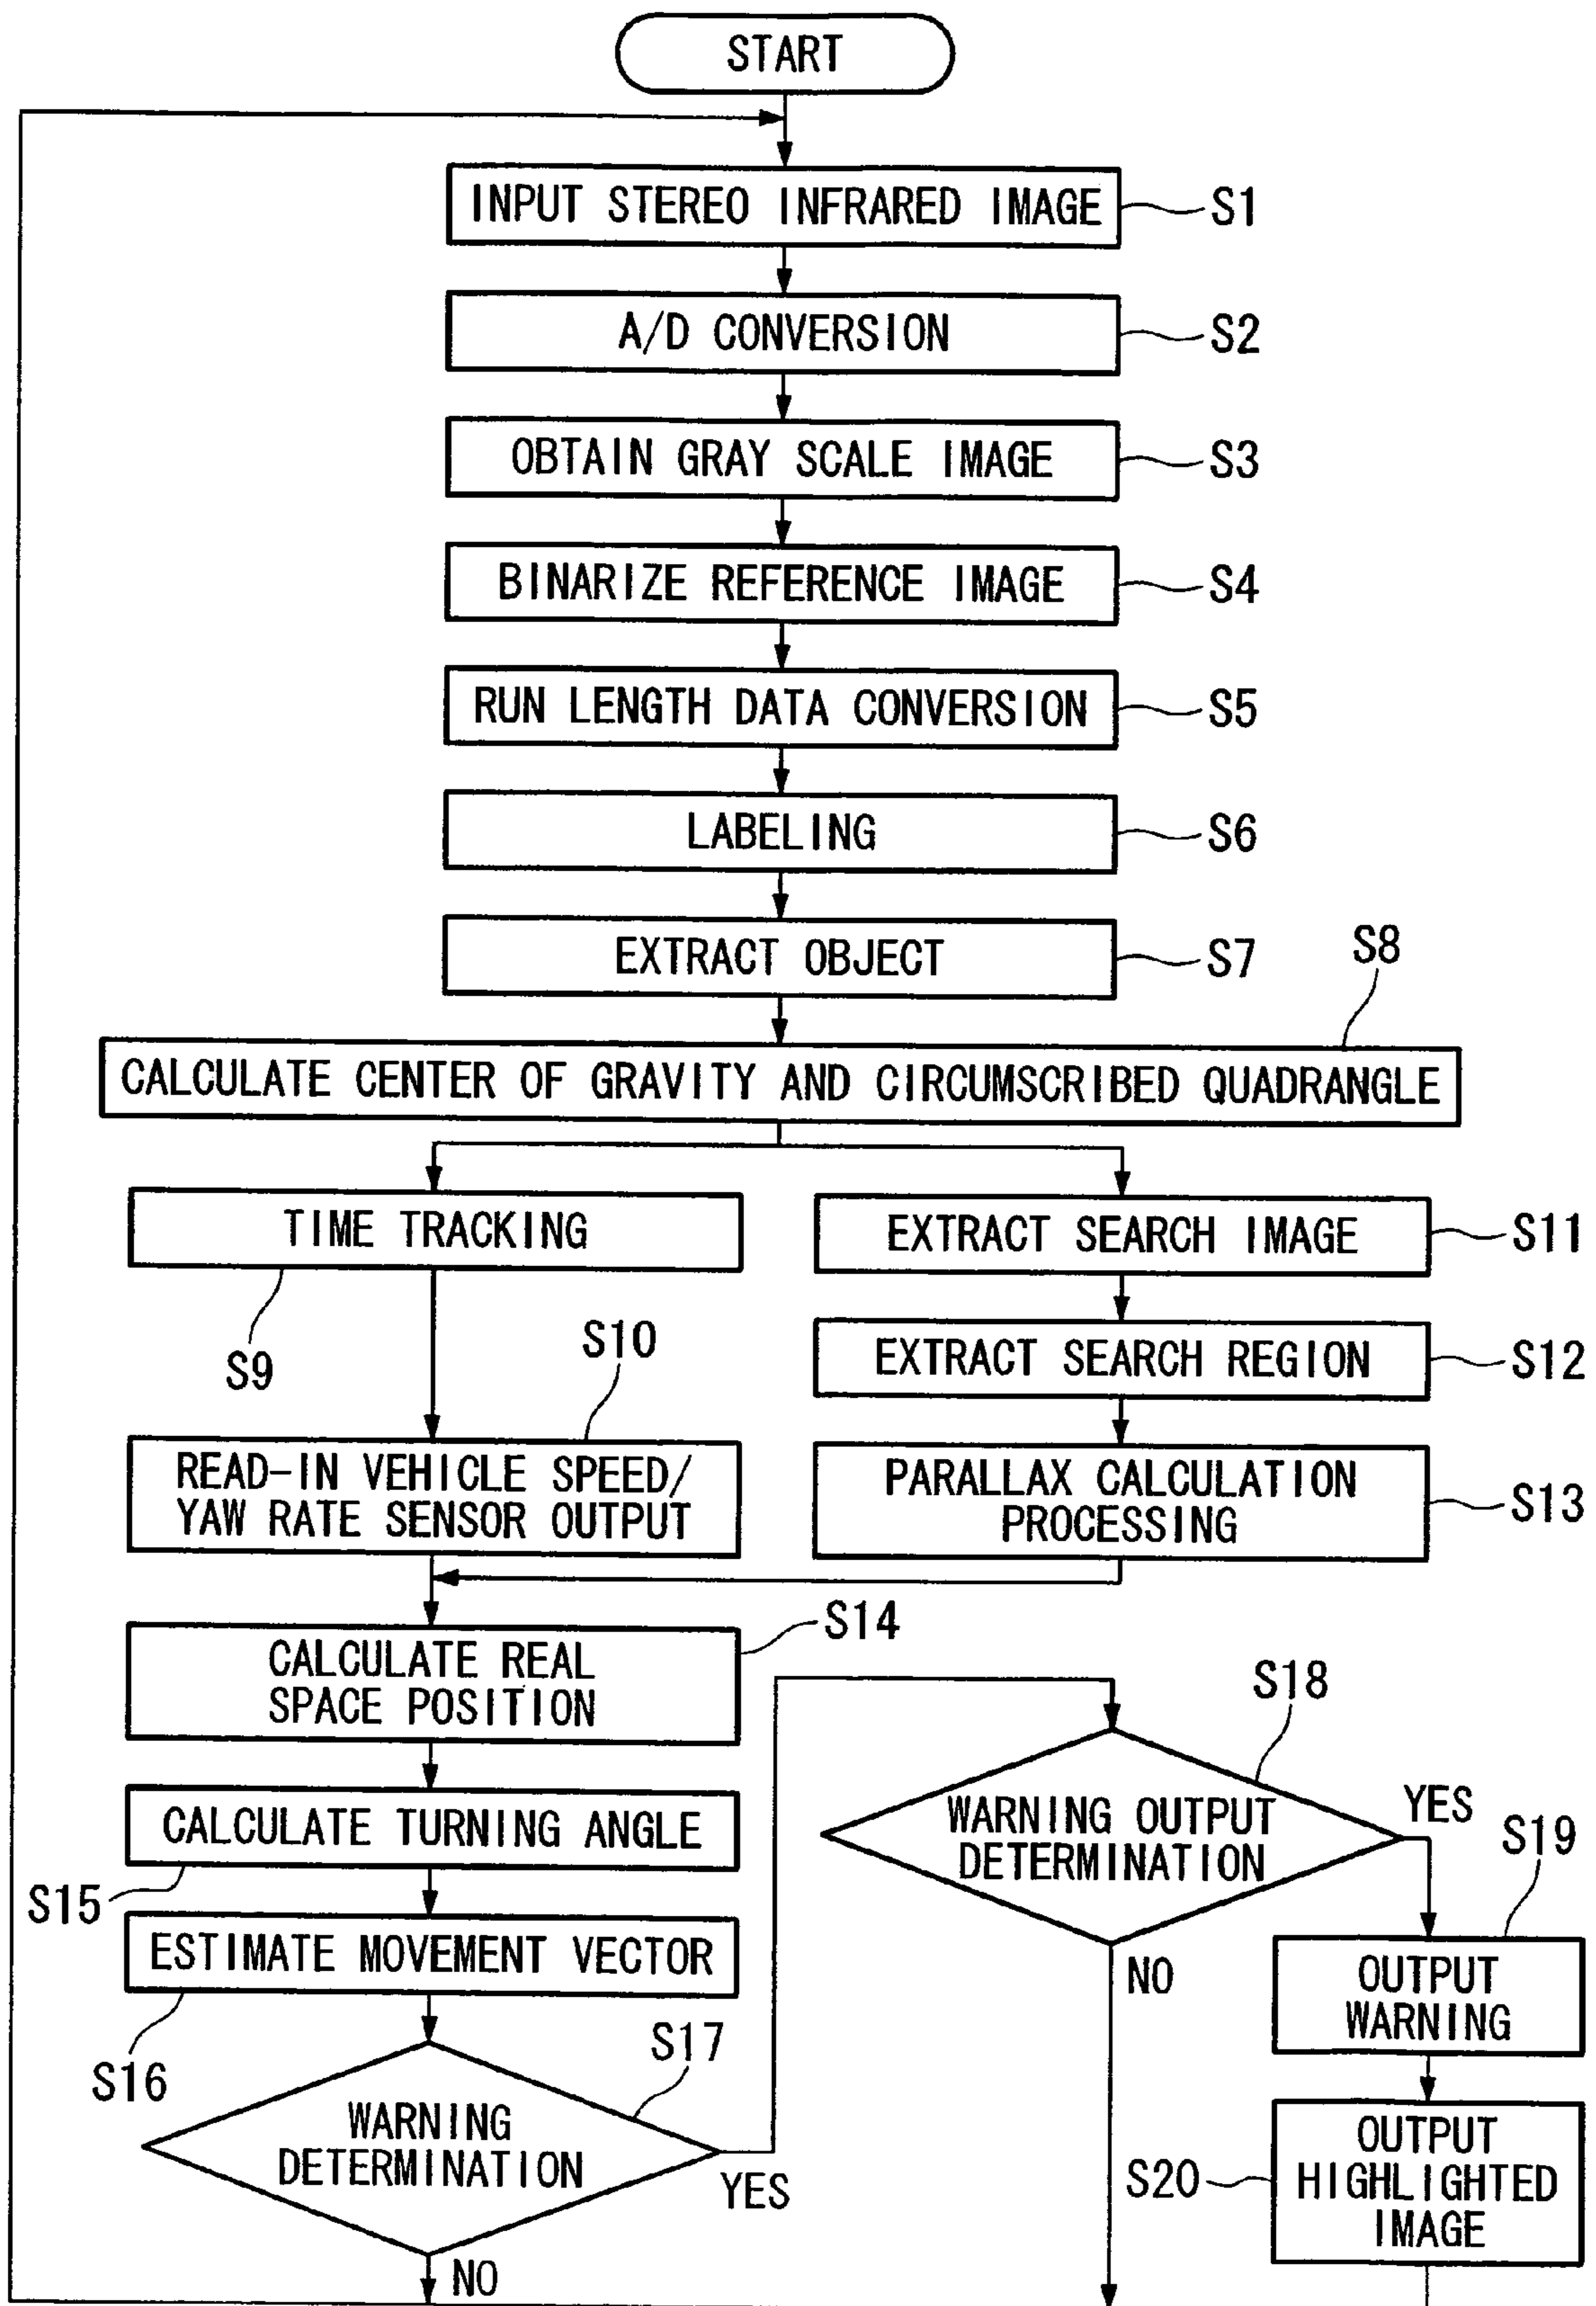 START
INPUT STEREO INFRARED IMAGE
S1
A/D CONVERSION
S2
OBTAIN GRAY SCALE IMAGE
S3
BINARIZE REFERENCE IMAGE
S4
RUN LENGTH DATA CONVERSION
S5
LABELING
S6
EXTRACT OBJECT
S7
S8
CALCULATE CENTER OF GRAVITY AND CIRCUMSCRIBED QUADRANGLE
TIME TRACKING
S9
EXTRACT SEARCH IMAGE
S11
EXTRACT SEARCH REGION
S12
S10
READ-IN VEHICLE SPEED/
YAW RATE SENSOR OUTPUT
PARALLAX CALCULATION
PROCESSING
S13
S14
CALCULATE REAL
SPACE POSITION
CALCULATE TURNING ANGLE
S15
ESTIMATE MOVEMENT VECTOR
S16
S17
WARNING
DETERMINATION
YES
NO
S18
WARNING OUTPUT
DETERMINATION
YES
NO
S19
OUTPUT
WARNING
S20
OUTPUT
HIGHLIGHTED
IMAGE